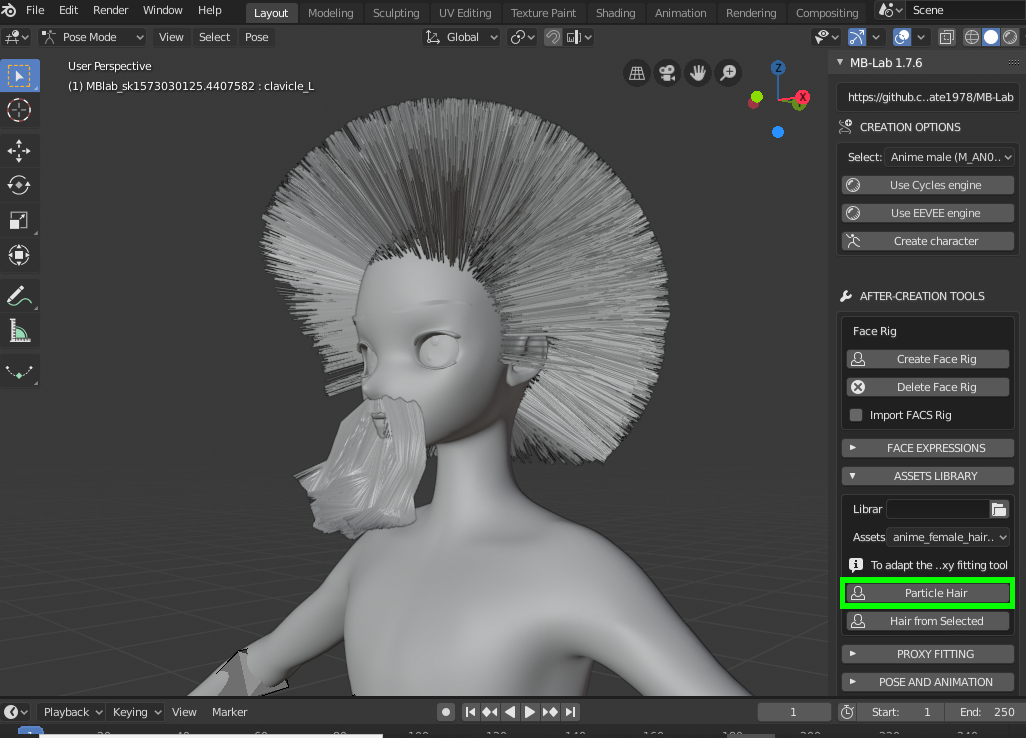 File Edit Render Window Help Layout Modeling Sculpting UV Editing Texture Paint Shading Animation Rendering Compositing Scene
Pose Mode View Select Pose Global
User Perspective
(1) MBlab_sk1573030125.4407582 : clavicle_L
Z
X
MB-Lab 1.7.6
https://github.c..ate1978/MB-Lab
CREATION OPTIONS
Select: Anime male (M_AN0..
Use Cycles engine
Use EEVEE engine
Create character
AFTER-CREATION TOOLS
Face Rig
Create Face Rig
Delete Face Rig
Import FACS Rig
FACE EXPRESSIONS
ASSETS LIBRARY
Librar
Assets anime_female_hair..
To adapt the ..xy fitting tool
Particle Hair
Hair from Selected
PROXY FITTING
POSE AND ANIMATION
Playback Keying View Marker 1 Start: 1 End: 250